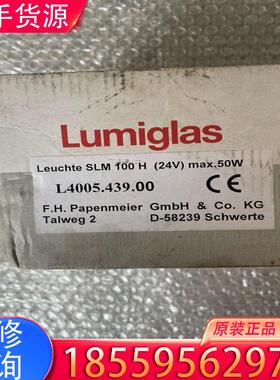 手货源
Lumiglas
Leuchte SLM 100 H (24V) max.50W
L4005.439.00
CE
F.H. Papenmeier GmbH & Co. KG
Talweg 2 D-58239 Schwerte
修 原装正品
询 18559556297